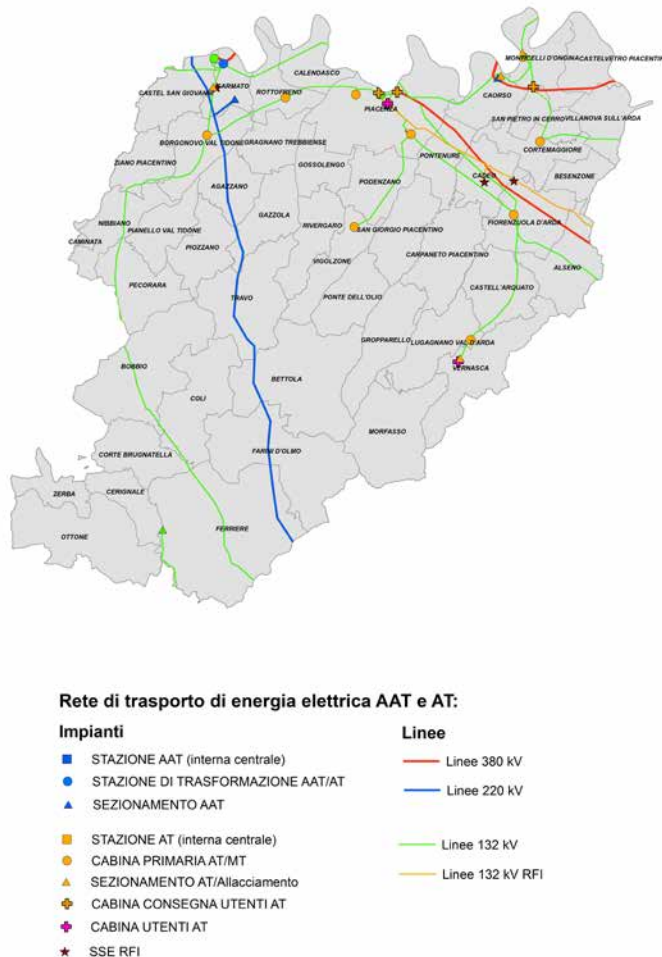 MONTICELLI D'ONGINA
CASTELVETRO PIACENTIN
CALENDASCO
SARMATO
CASTEL SAN GIOVANNI
ROTTOFRENO
CAORSO
PIACENZA
SAN PIETRO IN CERRO
VILLANOVA SULL'ARDA
BORGONOVO VAL TIDONE
GRAGNANO TREBBIENSE
CORTEMAGGIORE
ZIANO PIACENTINO
GOSSOLENGO
PONTENURE
CADEO
BESENZONE
PODENZANO
AGAZZANO
NIBBIANO
GAZZOLA
RIVERGARO
SAN GIORGIO PIACENTINO
FIORENZUOLA D'ARDA
PIANELLO VAL TIDONE
CAMINATA
PIOZZANO
VIGOLZONE
CARPANETO PIACENTINO
ALSENO
PECORARA
TRAVO
PONTE DELL'OLIO
CASTELL'ARQUATO
GROPPARELLO
LUGAGNANO VAL D'ARDA
BOBBIO
VERNASCA
BETTOLA
COLI
MORFASSO
CORTE BRUGNATELLA
FARINI D'OLMO
ZERBA
CERIGNALE
OTTONE
FERRIERE
Rete di trasporto di energia elettrica AAT e AT:
Impianti
Linee
STAZIONE AAT (interna centrale)
Linee 380 kV
STAZIONE DI TRASFORMAZIONE AAT/AT
Linee 220 kV
SEZIONAMENTO AAT
STAZIONE AT (interna centrale)
Linee 132 kV
CABINA PRIMARIA AT/MT
Linee 132 kV RFI
SEZIONAMENTO AT/Allacciamento
CABINA CONSEGNA UTENTI AT
CABINA UTENTI AT
SSE RFI